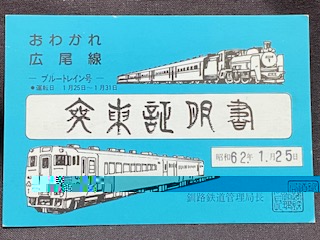 おわかれ
広尾線
― ブルートレイン号 ―
●運転日 1月25日～1月31日
乗車証明書
昭和62年1.月25日
釧路鉄道管理局長